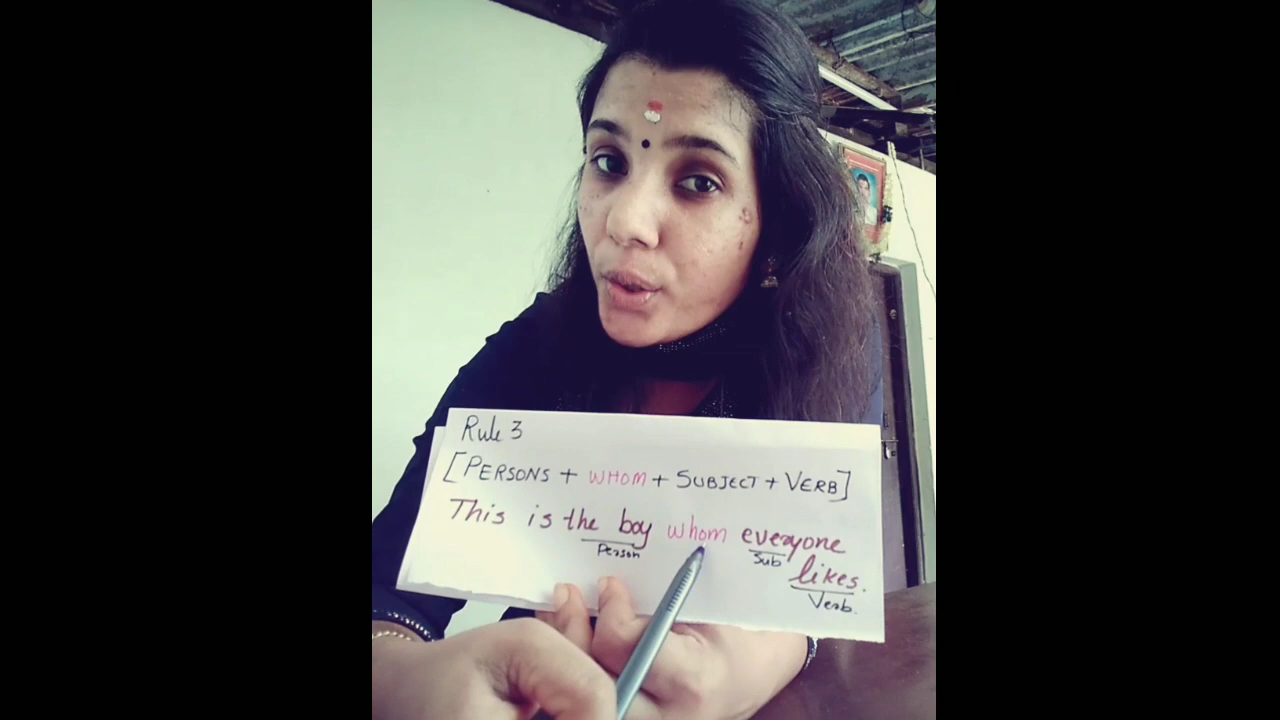 Rule 3
[PERSONS + WHOM + SUBJECT + VERB]
This is the boy whom everyone
Person Sub
likes.
Verb.